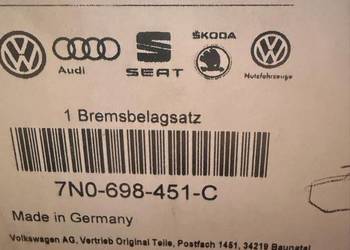 ŠKODA
Audi
SEAT
Nutzfahrzeuge
1 Bremsbelagsatz
7N0-698-451-C
Made in Germany
Volkswagen AG, Vertrieb Original Teile, Postfach 1451, 34219 Baunatal